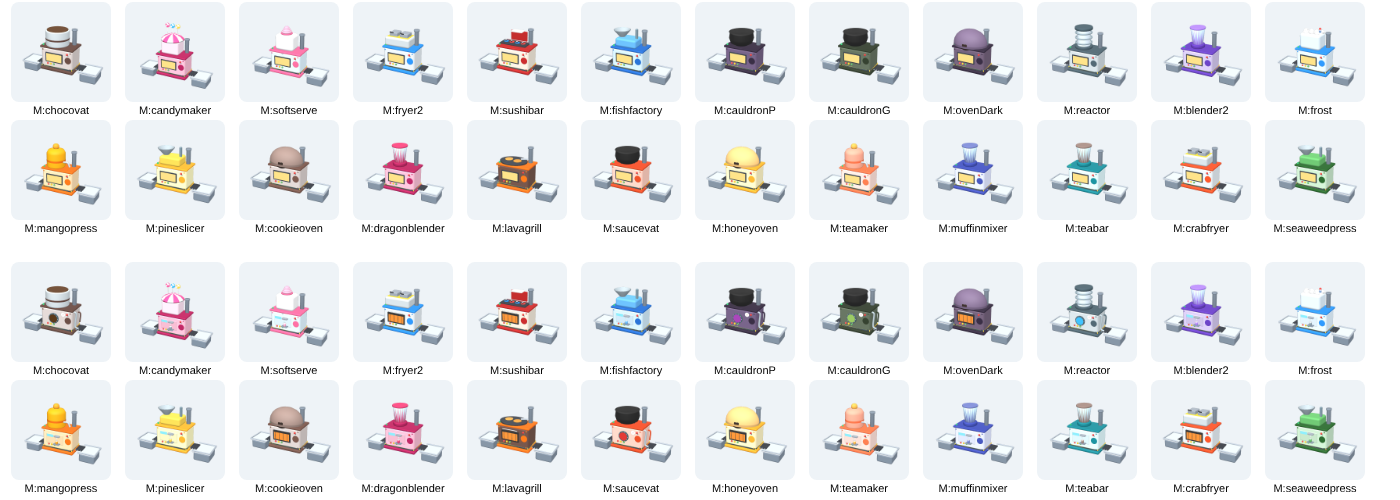 M:chocovat M:candymaker M:softserve M:fryer2 M:sushibar M:fishfactory M:cauldronP M:cauldronG M:ovenDark M:reactor M:blender2 M:frost
M:mangopress M:pineslicer M:cookieoven M:dragonblender M:lavagrill M:saucevat M:honeyoven M:teamaker M:muffinmixer M:teabar M:crabfryer M:seaweedpress
M:chocovat M:candymaker M:softserve M:fryer2 M:sushibar M:fishfactory M:cauldronP M:cauldronG M:ovenDark M:reactor M:blender2 M:frost
M:mangopress M:pineslicer M:cookieoven M:dragonblender M:lavagrill M:saucevat M:honeyoven M:teamaker M:muffinmixer M:teabar M:crabfryer M:seaweedpress